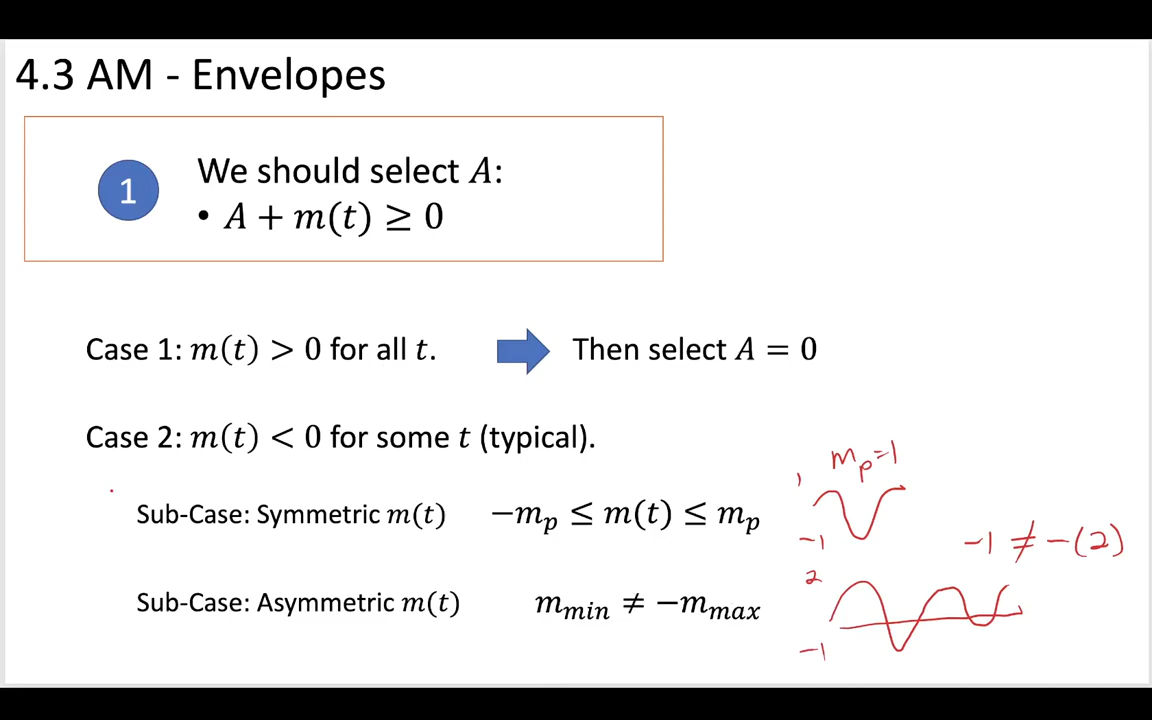 4.3 AM - Envelopes
1
We should select A:
• A + m(t) ≥ 0
Case 1: m(t) > 0 for all t.
Then select A = 0
Case 2: m(t) < 0 for some t (typical).
m_p=1
1
Sub-Case: Symmetric m(t)
−m_p ≤ m(t) ≤ m_p
-1
-1 ≠ -(2)
2
Sub-Case: Asymmetric m(t)
m_min ≠ −m_max
-1